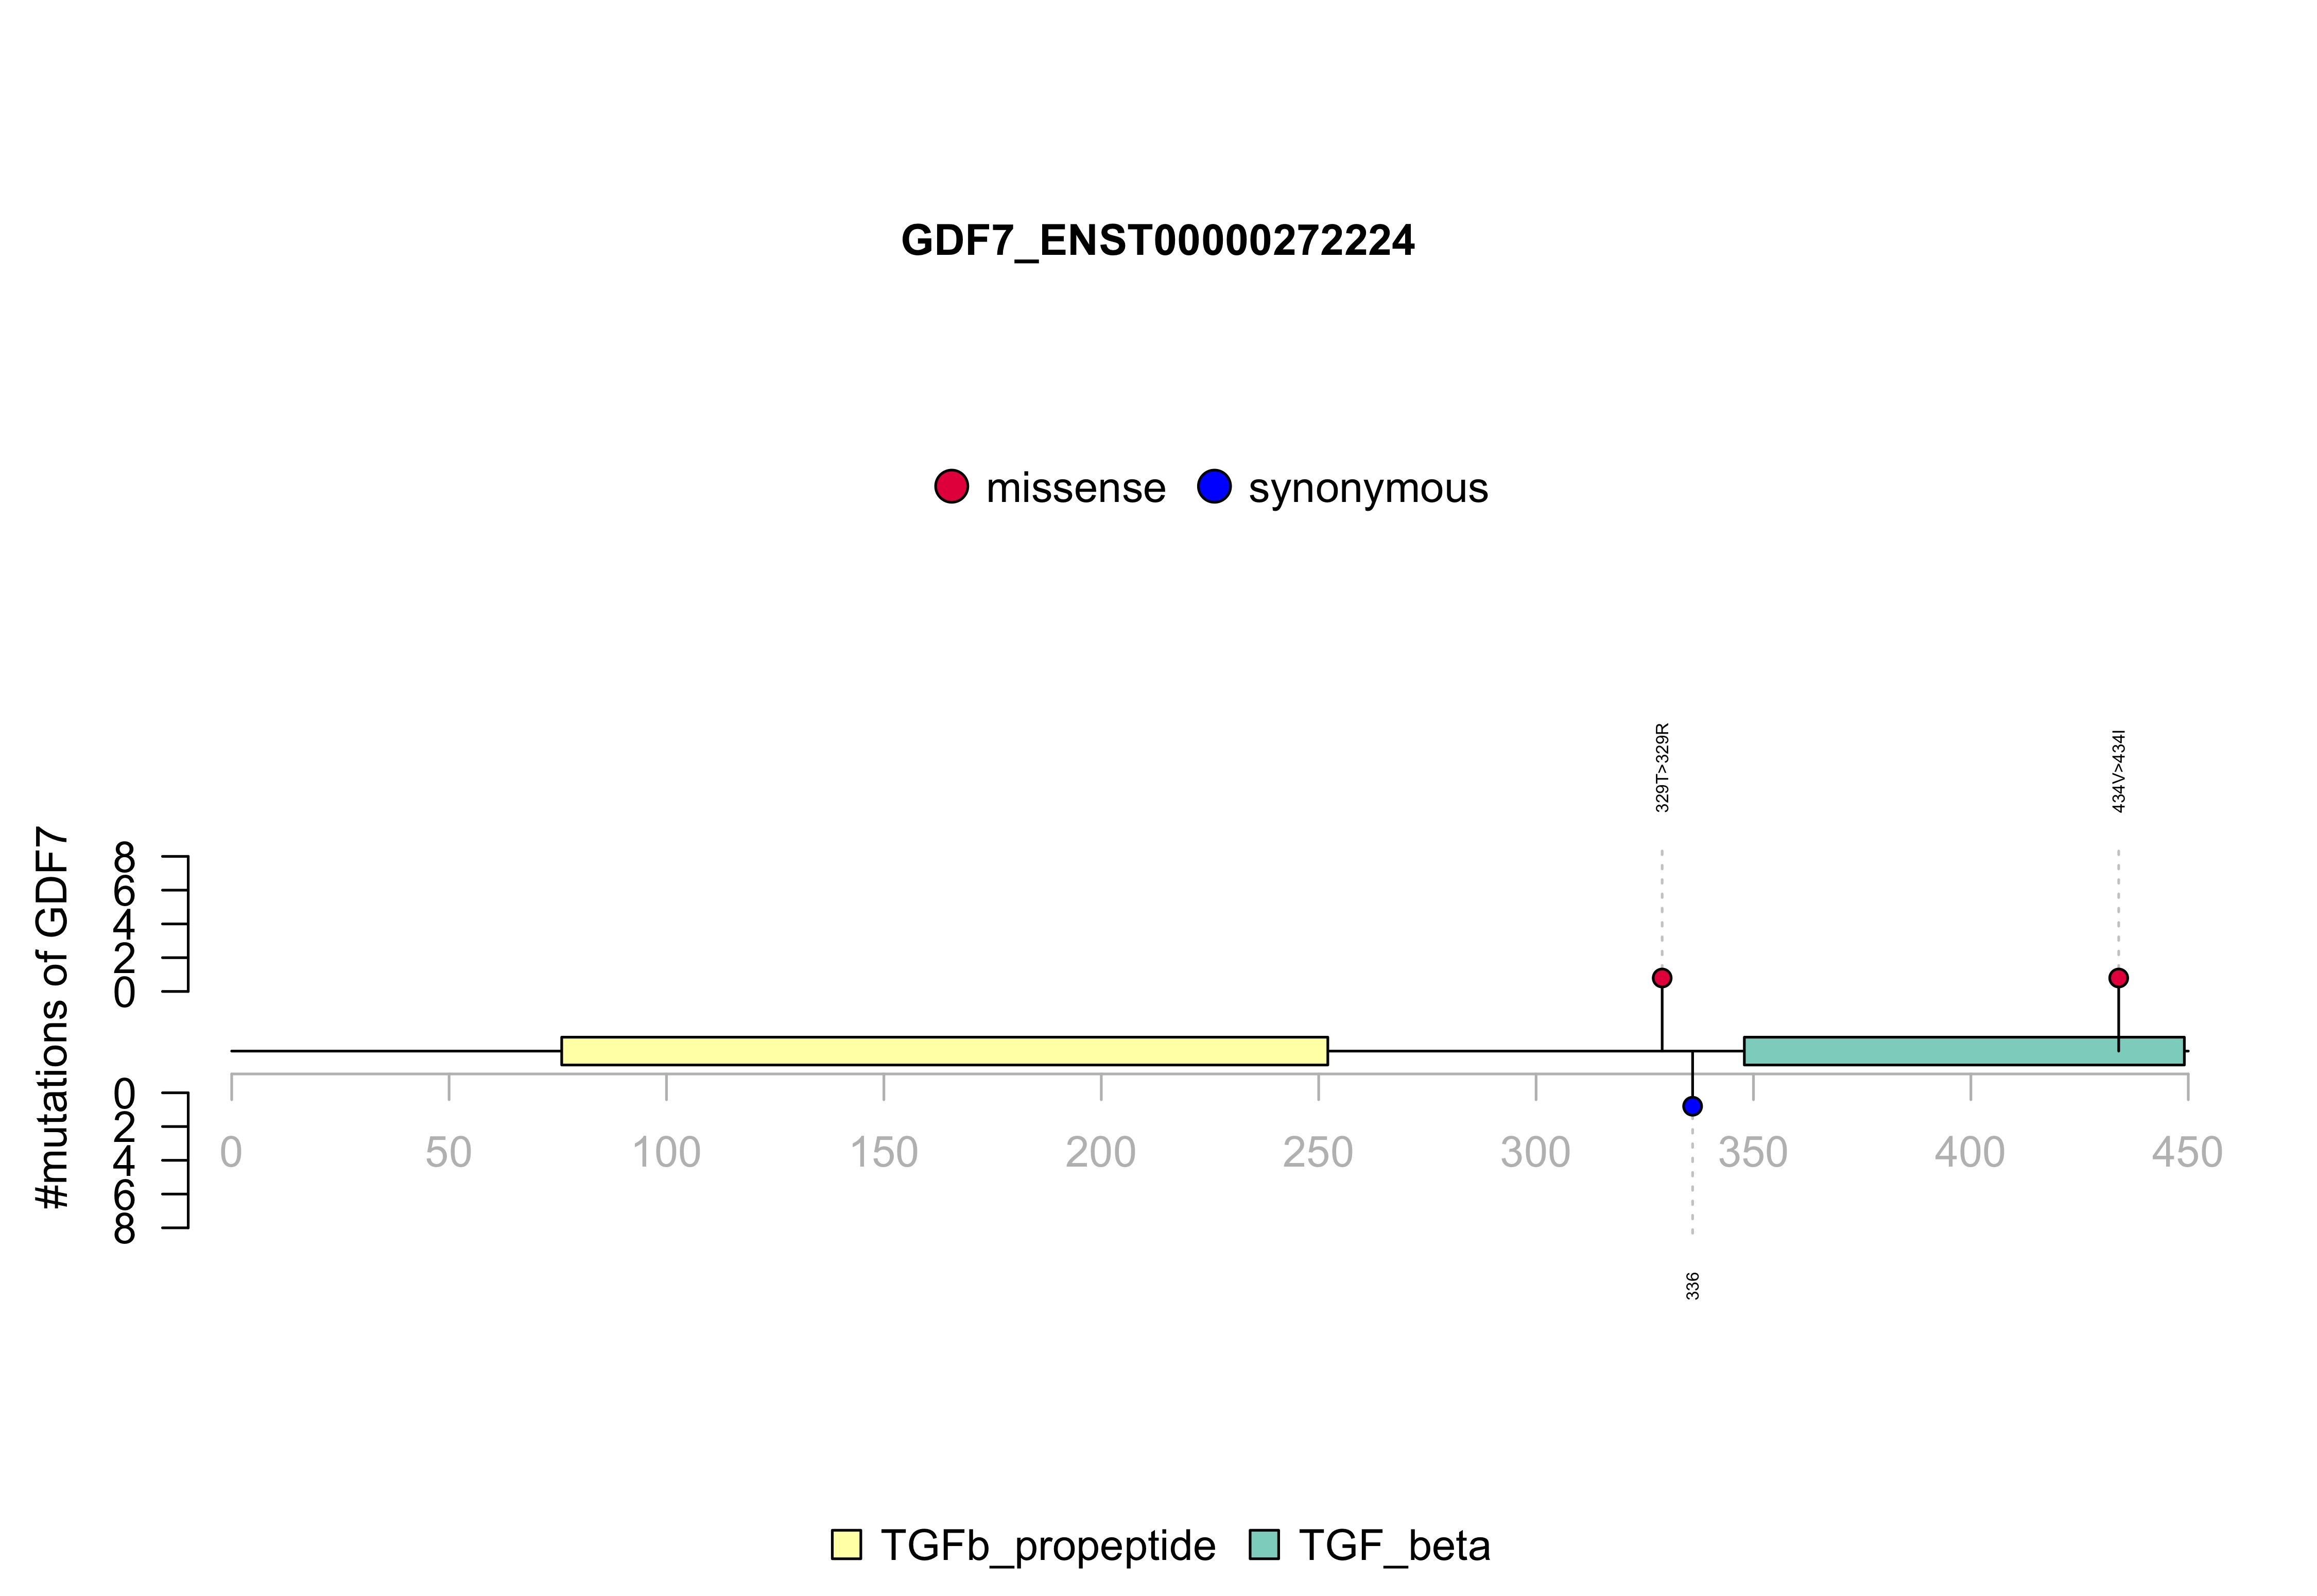 GDF7_ENST00000272224
missense synonymous
329T>329R
434V>434I
#mutations of GDF7
8
6
4
2
0
0
2
4
6
8
0 50 100 150 200 250 300 350 400 450
336
TGFb_propeptide TGF_beta